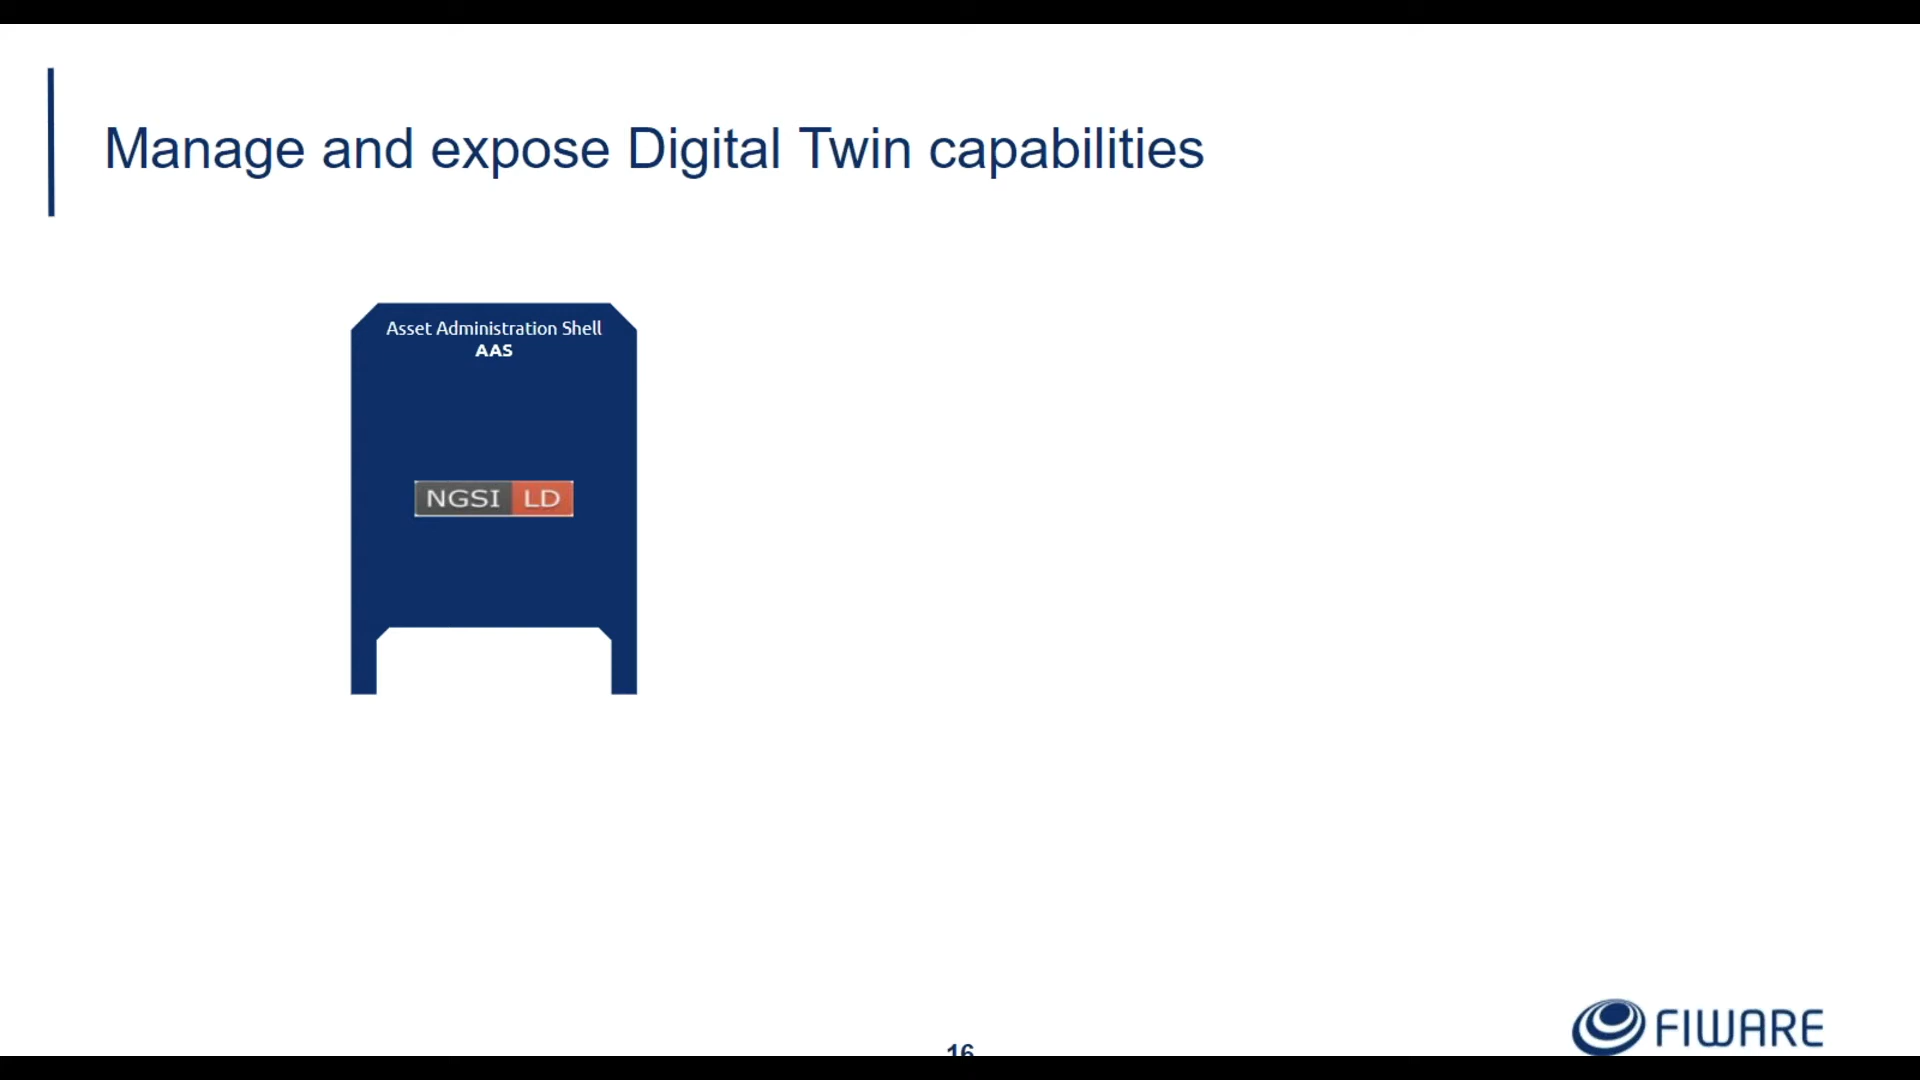 Manage and expose Digital Twin capabilities
Asset Administration Shell
AAS
NGSI LD
FIWARE
16